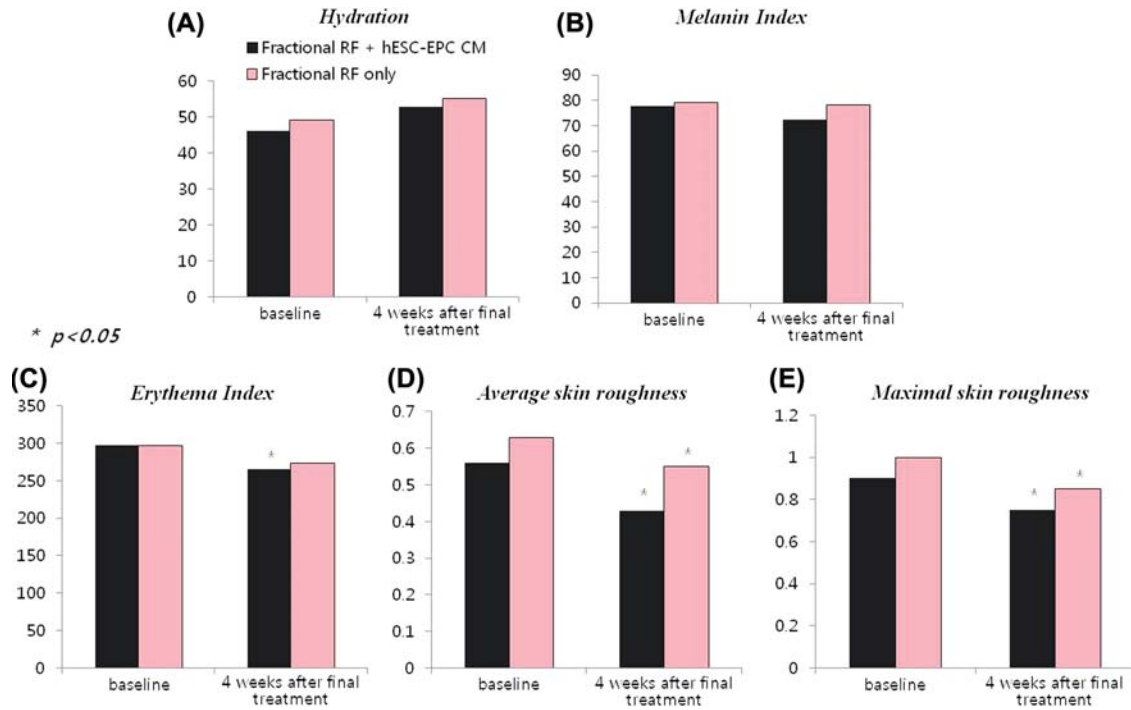 (A)
Hydration
Fractional RF + hESC-EPC CM
Fractional RF only
60
50
40
30
20
10
0
baseline
4 weeks after final
treatment
(B)
Melanin Index
90
80
70
60
50
40
30
20
10
0
baseline
4 weeks after final
treatment
* p<0.05
(C)
Erythema Index
350
300
250
200
150
100
50
0
*
baseline
4 weeks after final
treatment
(D)
Average skin roughness
0.7
0.6
0.5
0.4
0.3
0.2
0.1
0
*
*
baseline
4 weeks after final
treatment
(E)
Maximal skin roughness
1.2
1
0.8
0.6
0.4
0.2
0
*
*
baseline
4 weeks after final
treatment